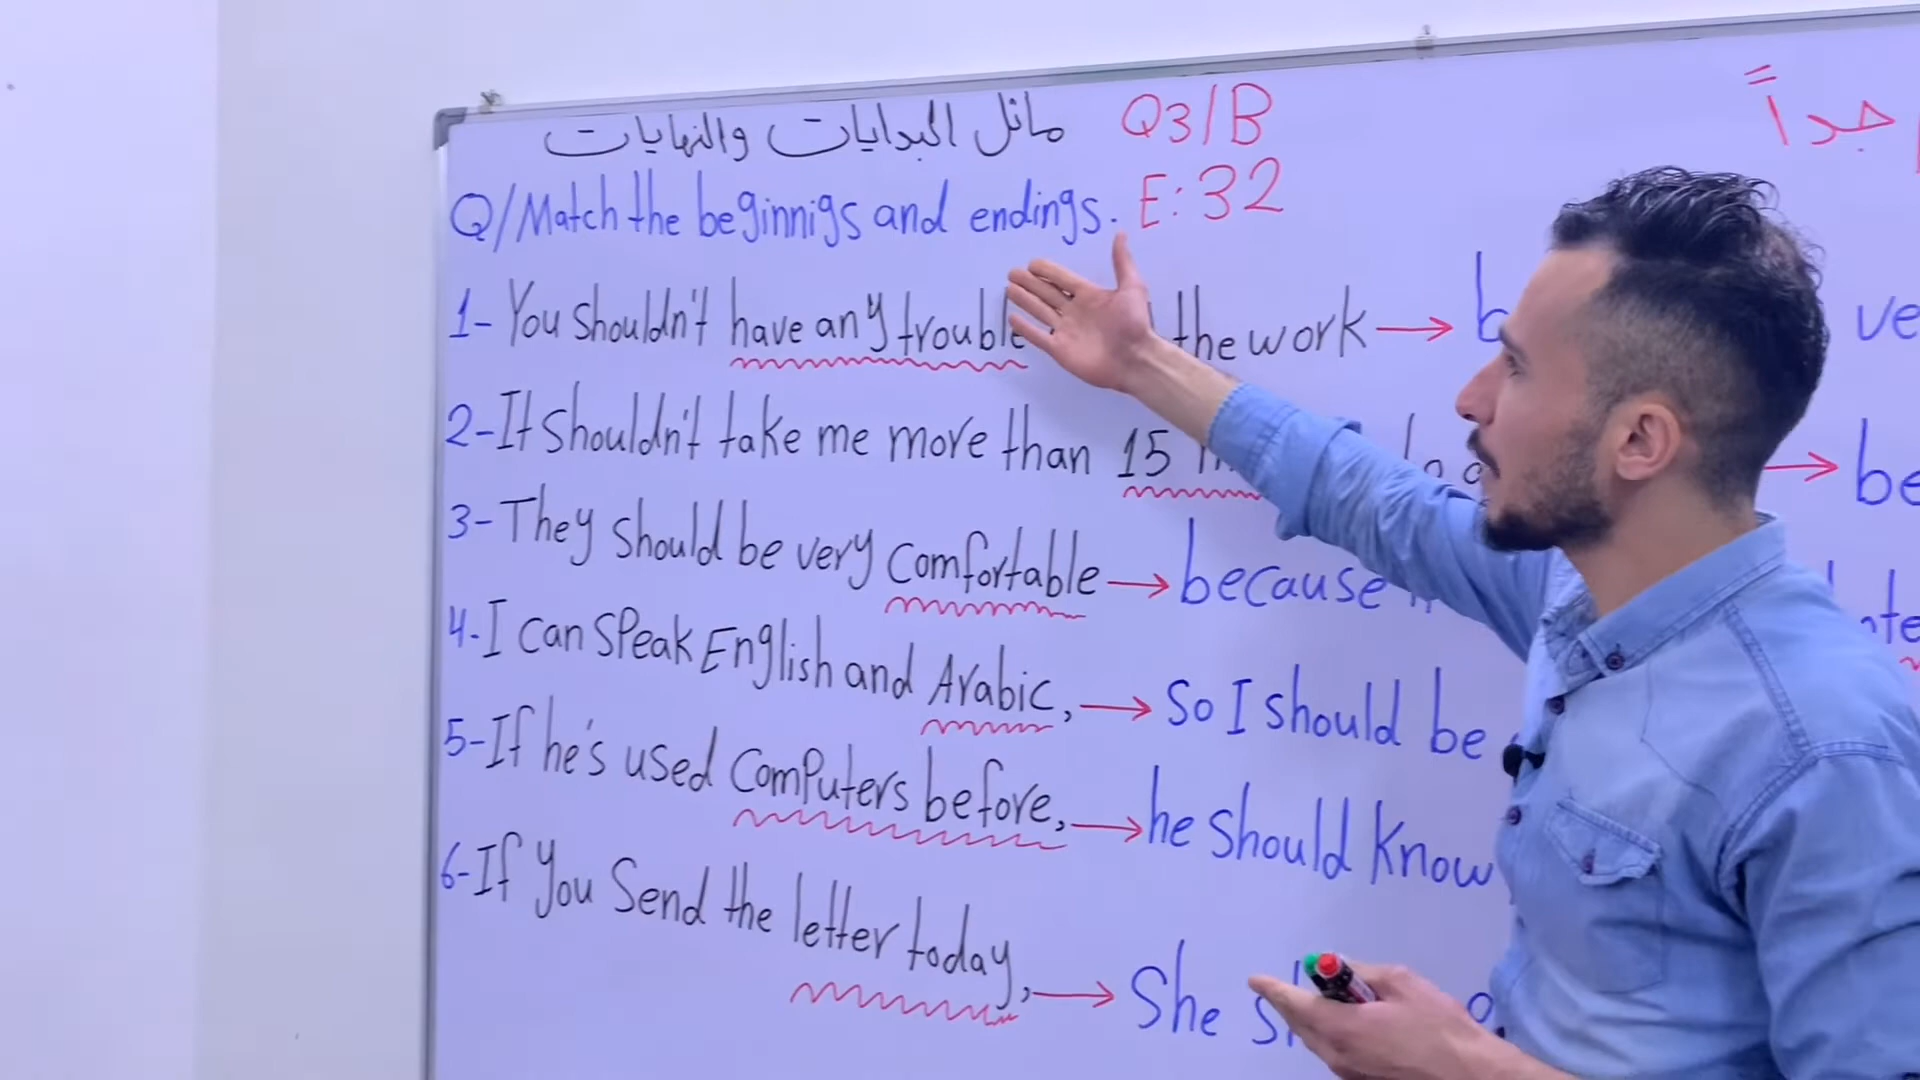 ماثل البدايات والنهايات Q3/B
جداً
Q/Match the beginnigs and endings. E: 32
1- You shouldn't have any trouble the work →
2- It shouldn't take me more than 15 →
3- They should be very comfortable → because
4- I can speak English and Arabic, → so I should be
5- If he's used computers before, → he should know
6- If you send the letter today, → She